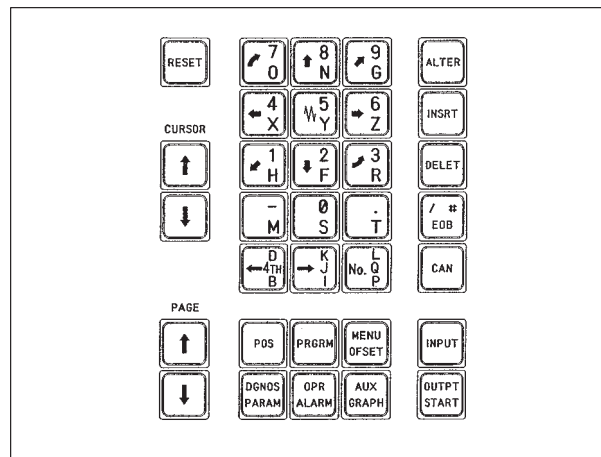 RESET
7
O
8
N
9
G
ALTER
4
X
5
Y
6
Z
INSRT
CURSOR
1
H
2
F
3
R
DELET
-
M
0
S
.
T
/ #
EOB
D
4TH
B
K
J
I
No.
L
Q
P
CAN
PAGE
POS
PRGRM
MENU
OFSET
INPUT
DGNOS
PARAM
OPR
ALARM
AUX
GRAPH
OUTPT
START